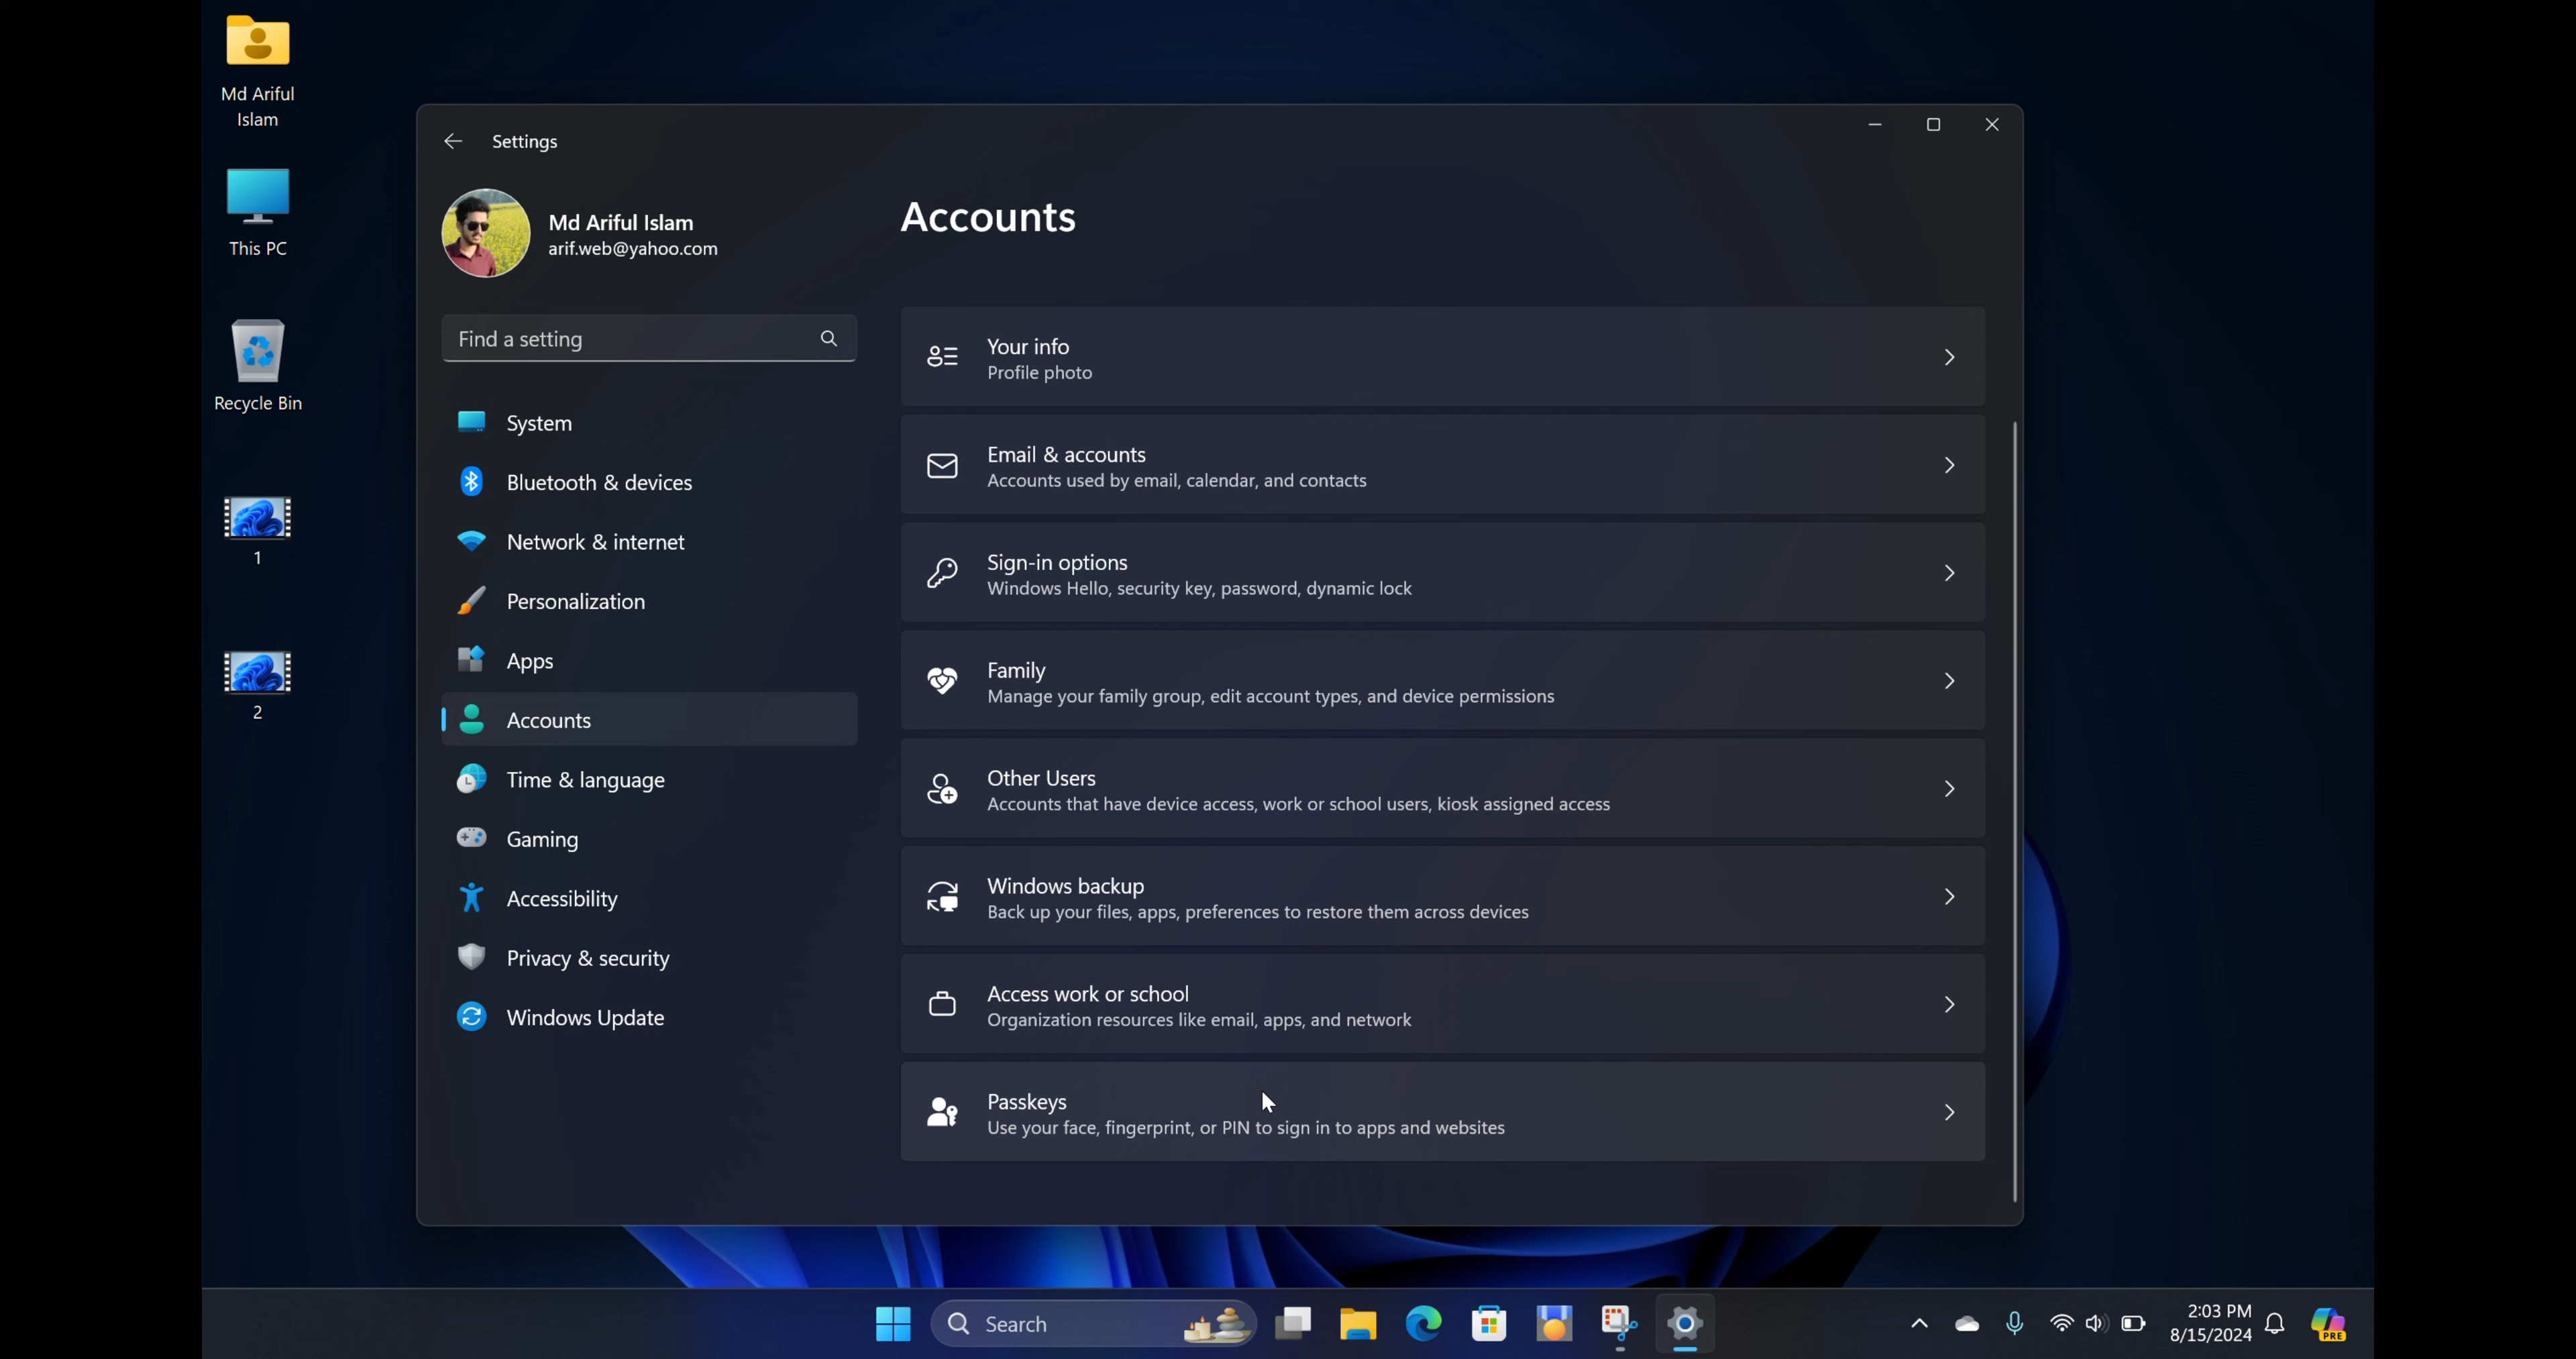 Md Ariful
Islam
This PC
Recycle Bin
1
2
Settings
Md Ariful Islam
arif.web@yahoo.com
Find a setting
System
Bluetooth & devices
Network & internet
Personalization
Apps
Accounts
Time & language
Gaming
Accessibility
Privacy & security
Windows Update
Accounts
Your info
Profile photo
Email & accounts
Accounts used by email, calendar, and contacts
Sign-in options
Windows Hello, security key, password, dynamic lock
Family
Manage your family group, edit account types, and device permissions
Other Users
Accounts that have device access, work or school users, kiosk assigned access
Windows backup
Back up your files, apps, preferences to restore them across devices
Access work or school
Organization resources like email, apps, and network
Passkeys
Use your face, fingerprint, or PIN to sign in to apps and websites
Search
2:03 PM
8/15/2024
PRE